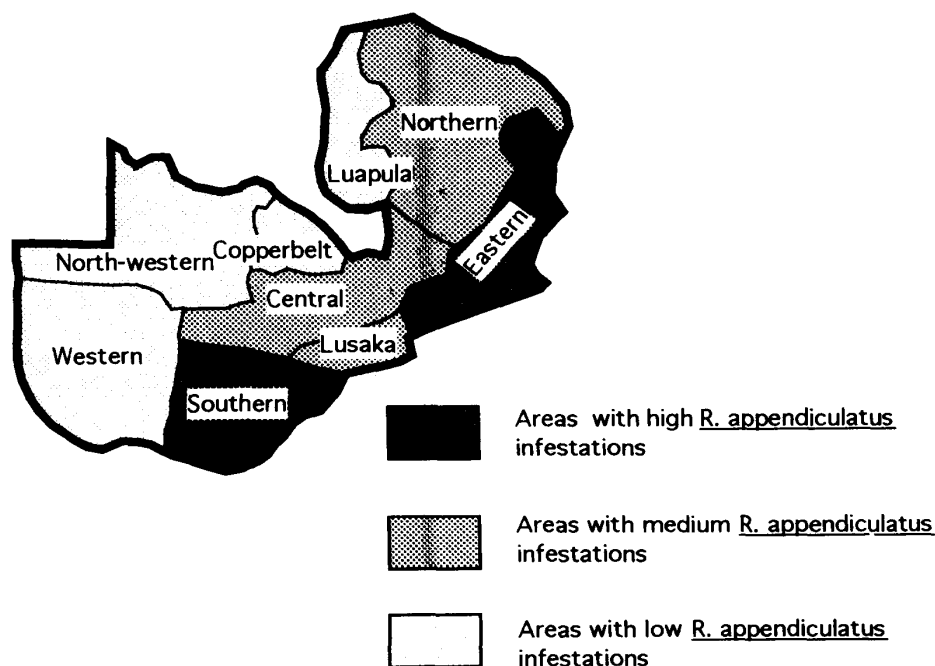 Northern
Luapula
Eastern
Copperbelt
North-western
Central
Lusaka
Western
Southern
Areas with high R. appendiculatus
infestations
Areas with medium R. appendiculatus
infestations
Areas with low R. appendiculatus
infestations